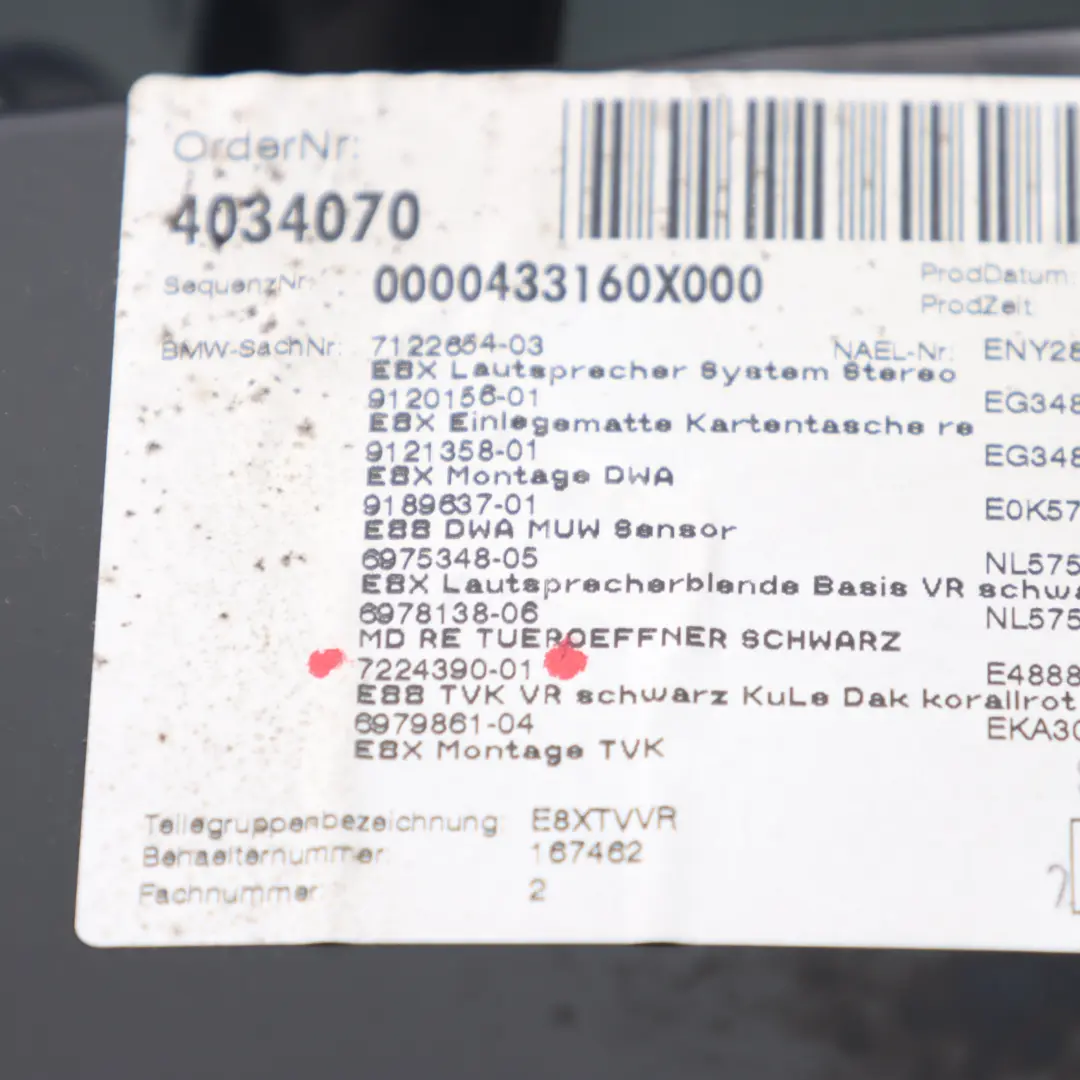 OrderNr:
4034070
SequenzNr: 0000433160X000 ProdDatum:
ProdZeit
BMW-SachNr: 7122654-03 NAEL-Nr: ENY28
E8X Lautsprecher System Stereo
9120156-01 EG348
E8X Einlegematte Kartentasche re
9121358-01 EG348
E8X Montage DWA
9189637-01 E0K57
E88 DWA MUW Sensor
6975348-05 NL575
E8X Lautsprecherblende Basis VR schwa
6978138-06 NL575
MD RE TUEROEFFNER SCHWARZ
7224390-01 E4888
E88 TVK VR schwarz KuLe Dak korallrot
6979861-04 EKA30
E8X Montage TVK
Teilegruppenbezeichnung E8XTVVR
Behaelternummer: 167462
Fachnummer 2